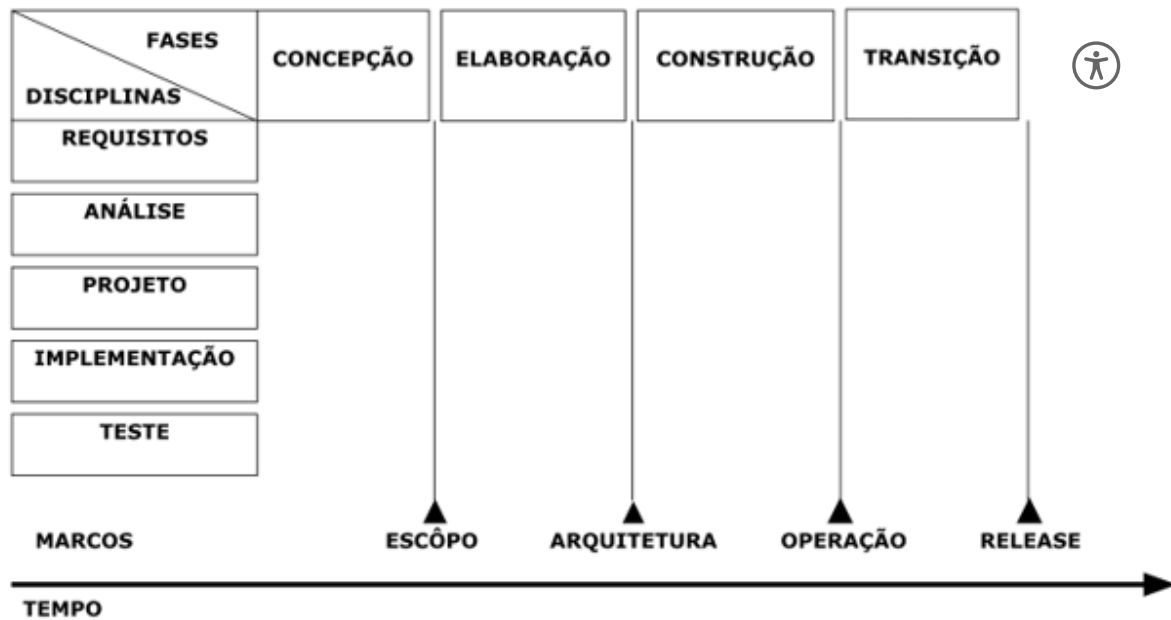 FASES
DISCIPLINAS
CONCEPÇÃO
ELABORAÇÃO
CONSTRUÇÃO
TRANSIÇÃO
REQUISITOS
ANÁLISE
PROJETO
IMPLEMENTAÇÃO
TESTE
MARCOS
ESCÔPO
ARQUITETURA
OPERAÇÃO
RELEASE
TEMPO